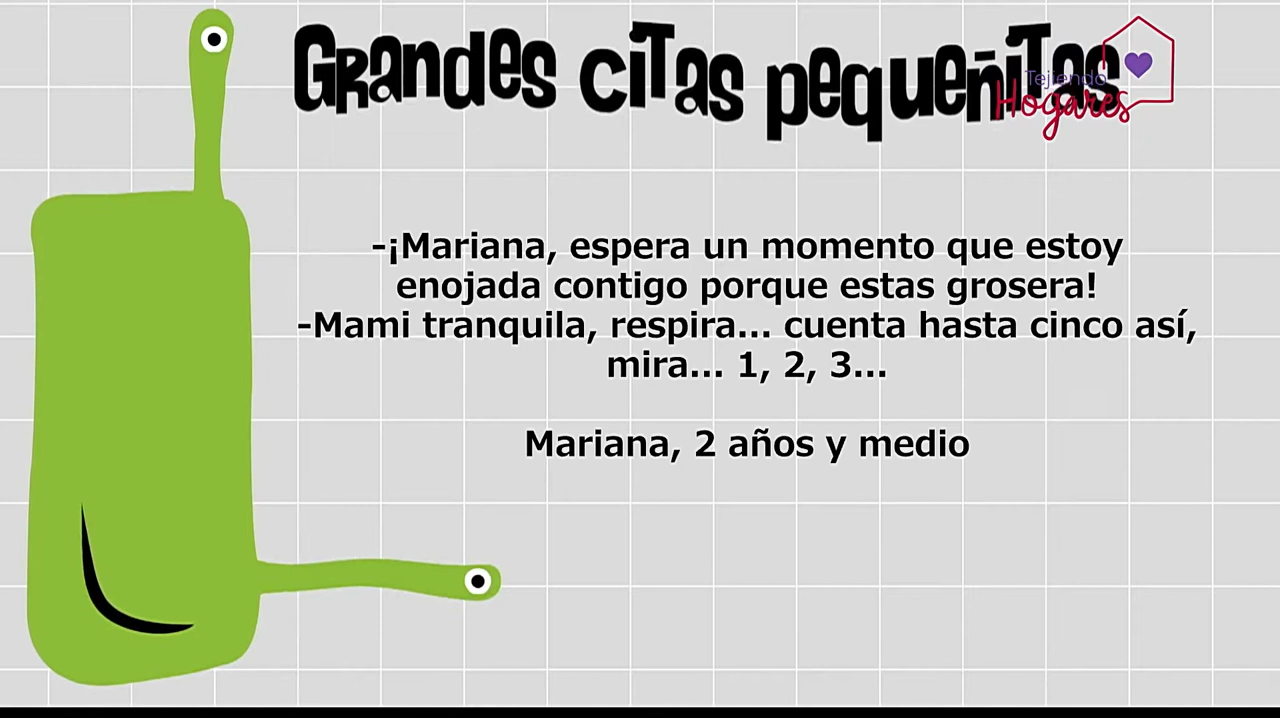 Grandes citas pequeñitas
Tejiendo
Hogares
-¡Mariana, espera un momento que estoy
enojada contigo porque estas grosera!
-Mami tranquila, respira... cuenta hasta cinco así,
mira... 1, 2, 3...
Mariana, 2 años y medio